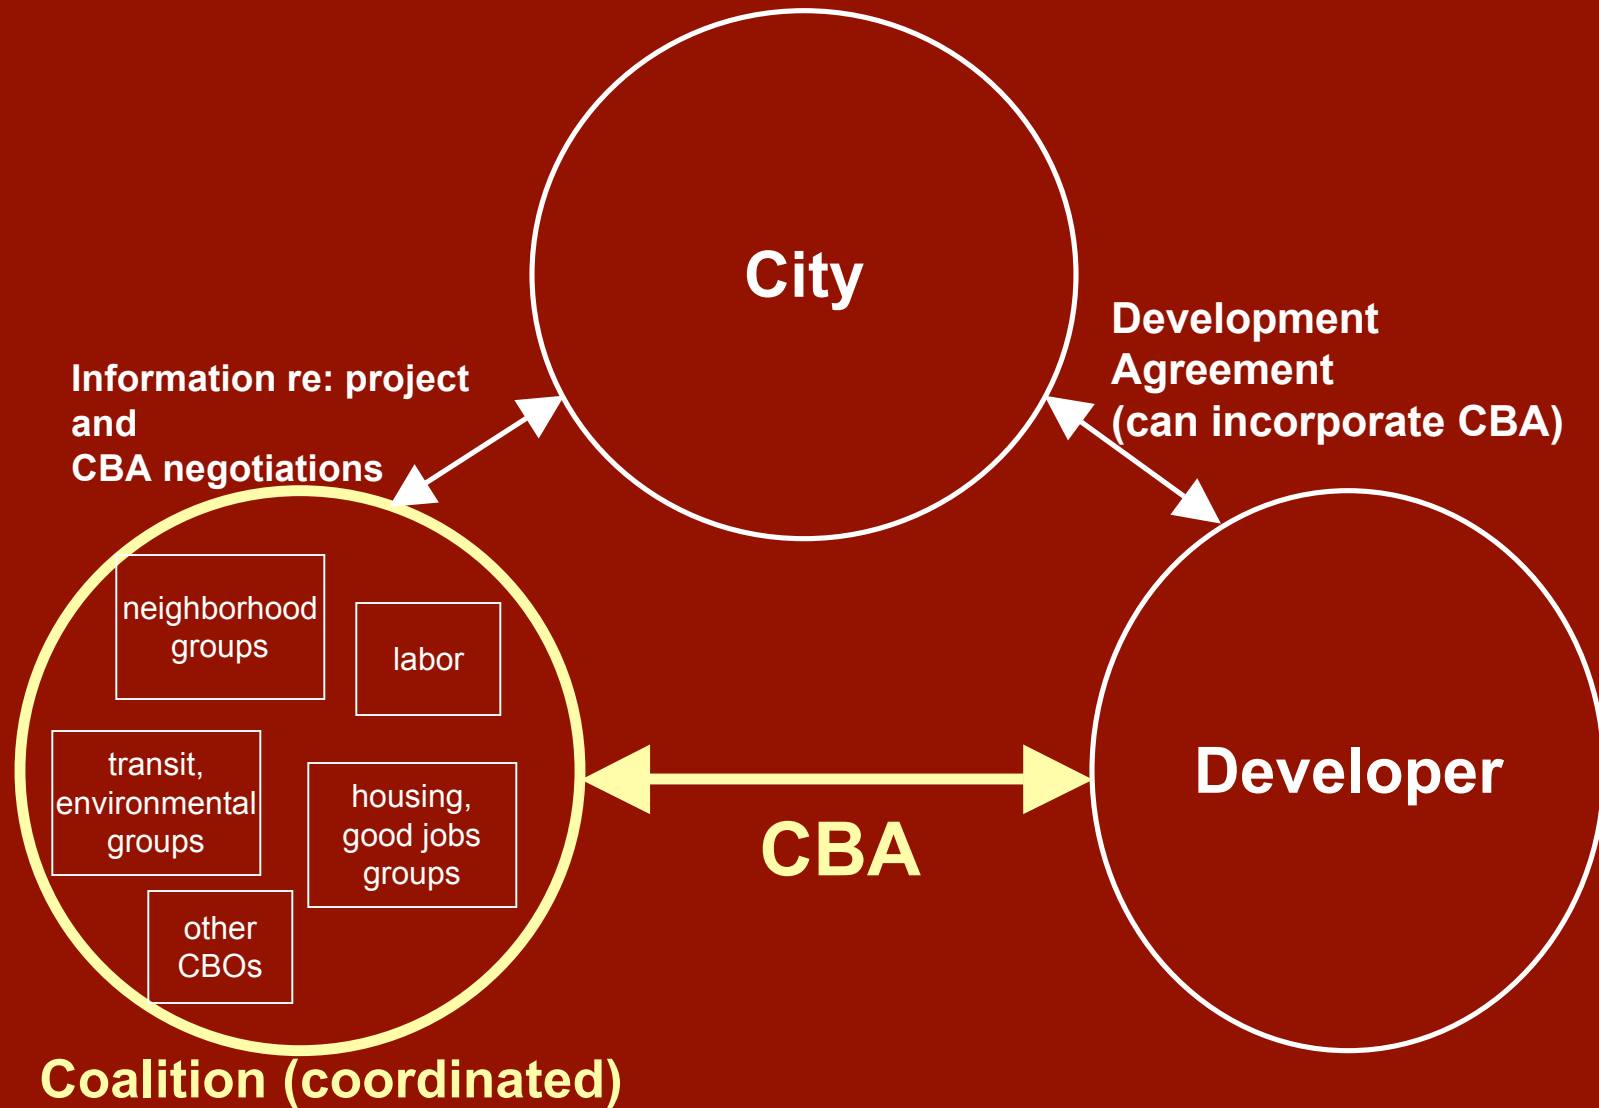 City
Development
Agreement
(can incorporate CBA)
Information re: project
and
CBA negotiations
neighborhood
groups
labor
transit,
environmental
groups
housing,
good jobs
groups
other
CBOs
CBA
Developer
Coalition (coordinated)